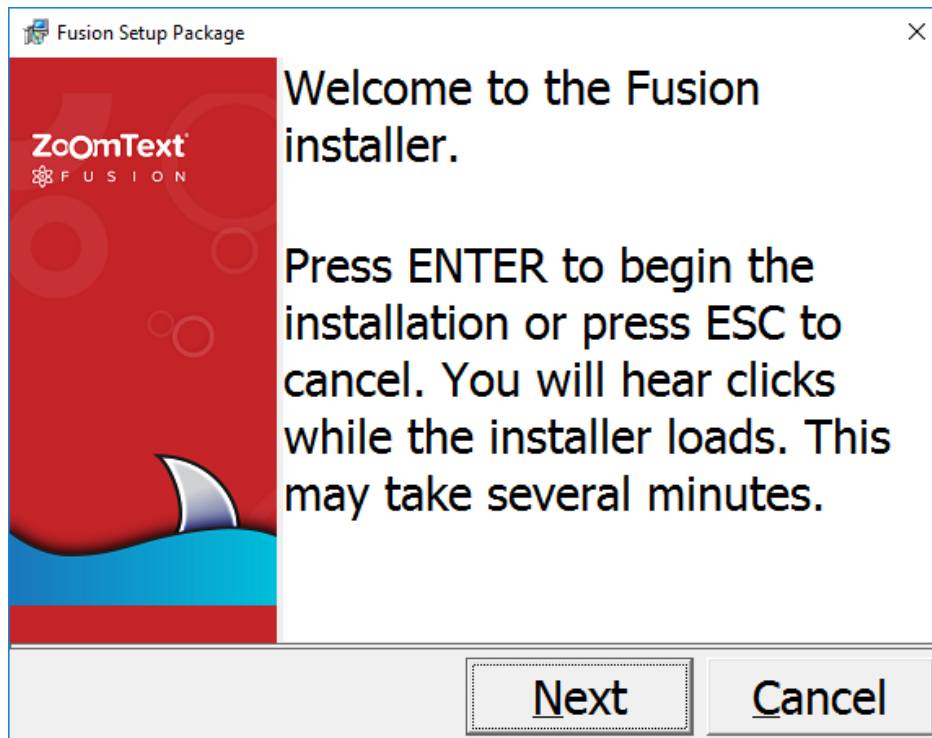 Fusion Setup Package
ZoomText
FUSION
Welcome to the Fusion
installer.
Press ENTER to begin the
installation or press ESC to
cancel. You will hear clicks
while the installer loads. This
may take several minutes.
Next
Cancel